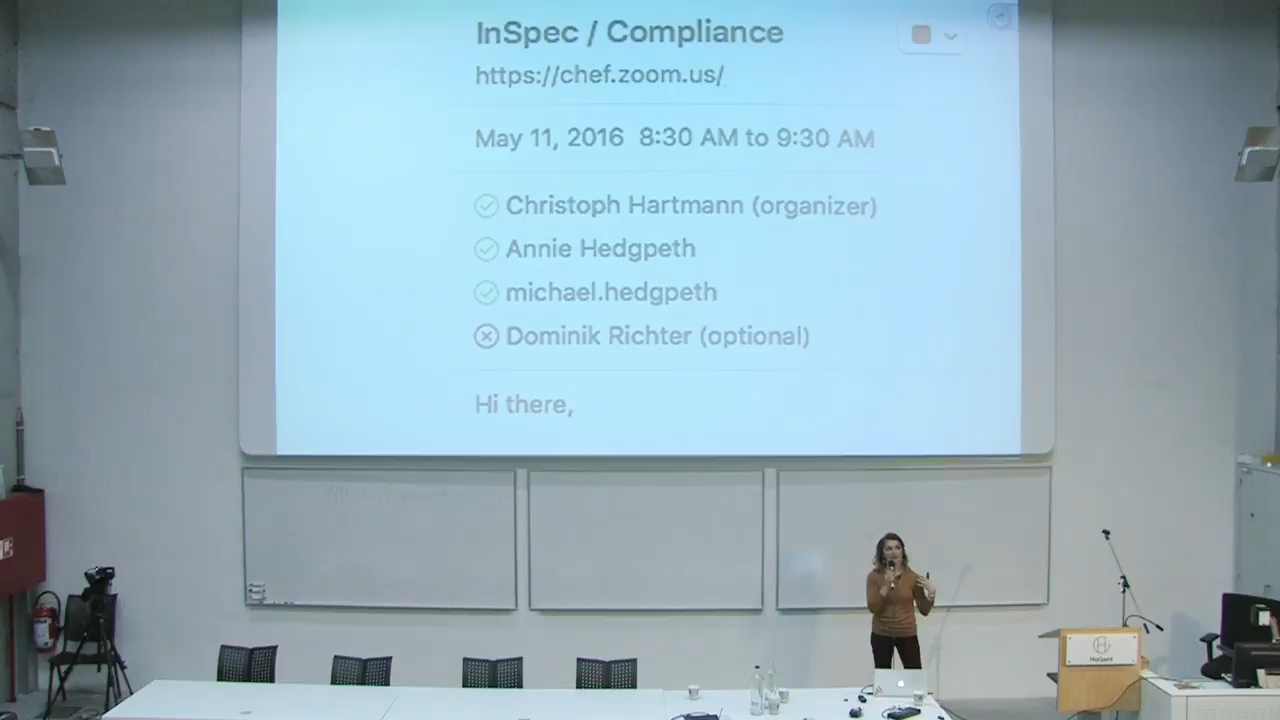 InSpec / Compliance
https://chef.zoom.us/
May 11, 2016  8:30 AM to 9:30 AM
Christoph Hartmann (organizer)
Annie Hedgpeth
michael.hedgpeth
Dominik Richter (optional)
Hi there,
HoGent